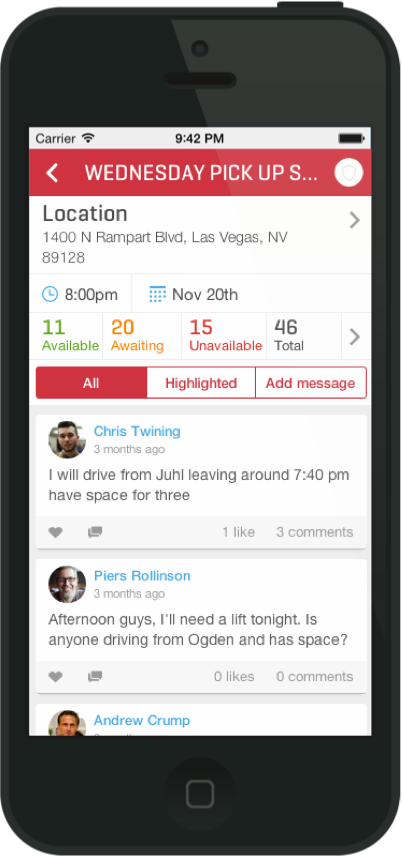 Carrier 9:42 PM
WEDNESDAY PICK UP S...
Location
1400 N Rampart Blvd, Las Vegas, NV
89128
8:00pm Nov 20th
11 20 15 46
Available Awaiting Unavailable Total
All Highlighted Add message
Chris Twining
3 months ago
I will drive from Juhl leaving around 7:40 pm
have space for three
1 like 3 comments
Piers Rollinson
3 months ago
Afternoon guys, I'll need a lift tonight. Is
anyone driving from Ogden and has space?
0 likes 0 comments
Andrew Crump